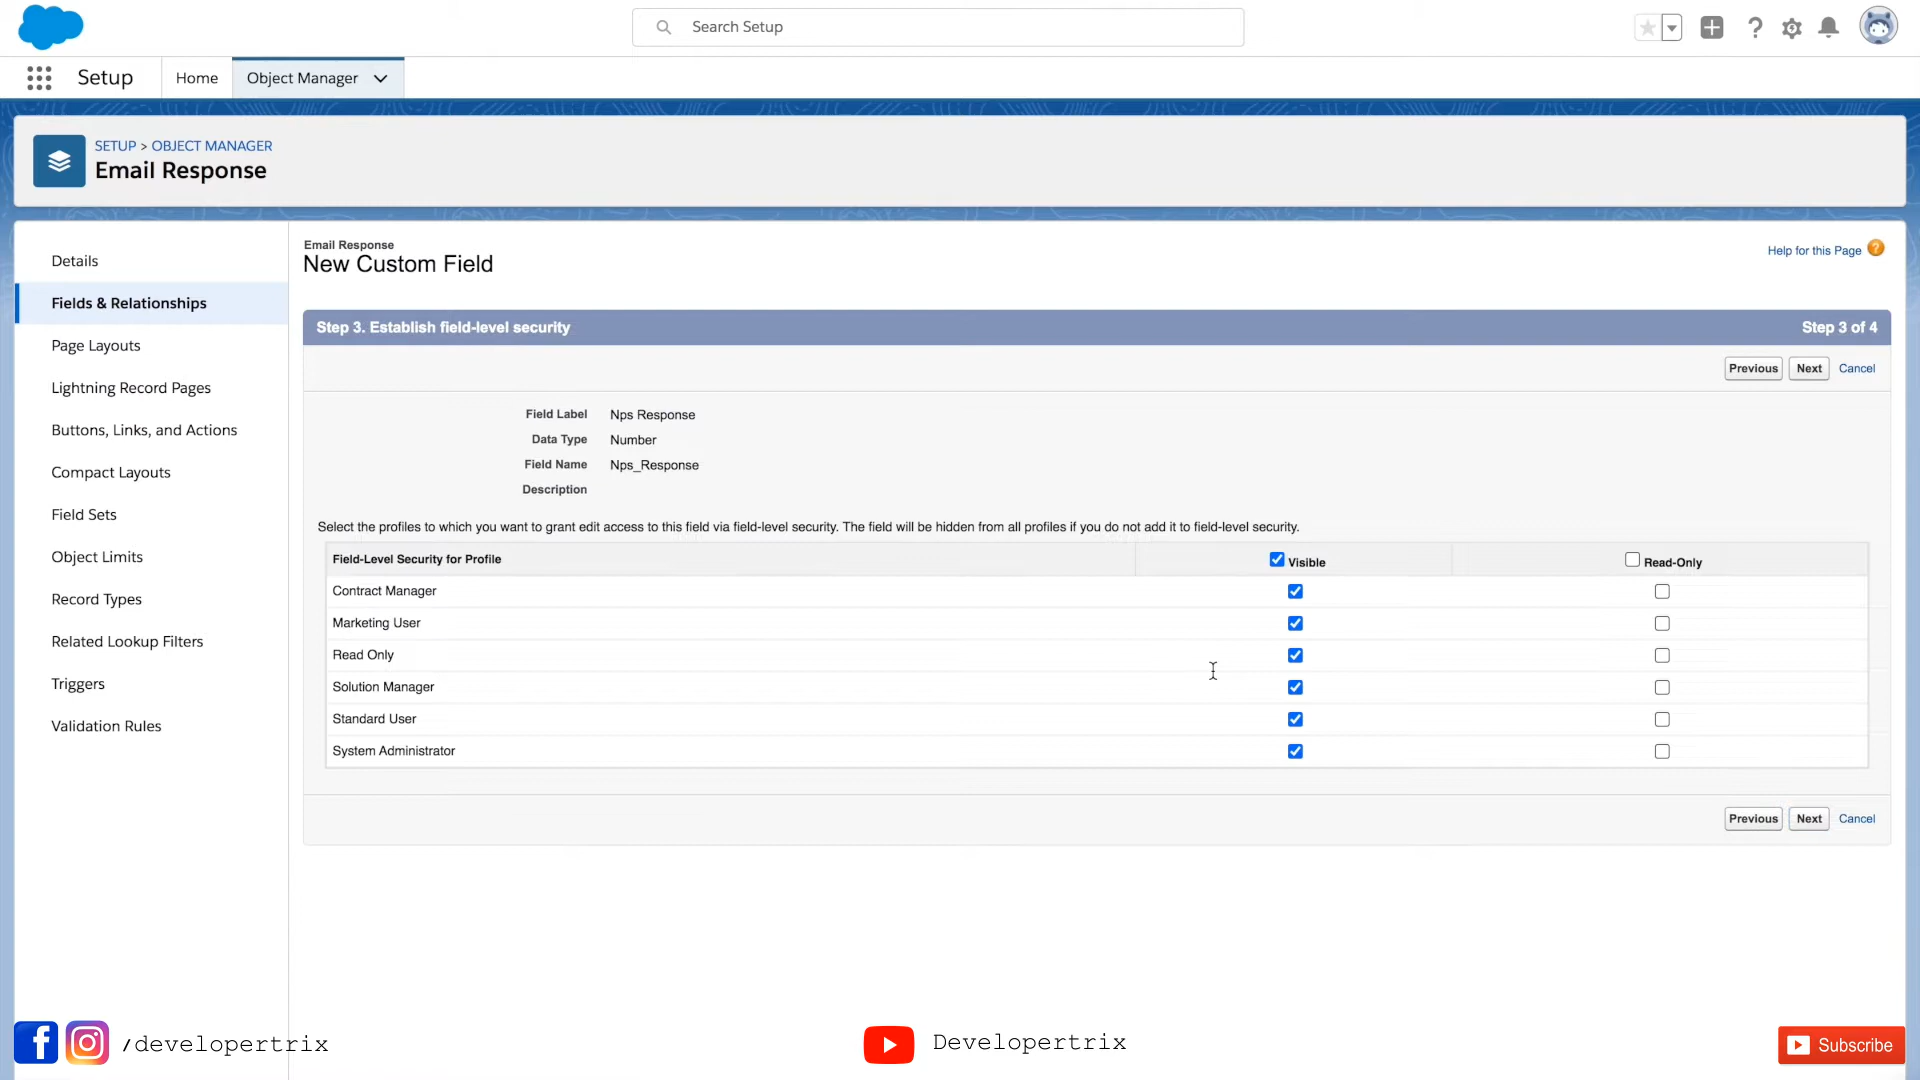 Search Setup
Setup
Home
Object Manager
SETUP > OBJECT MANAGER
Email Response
Details
Fields & Relationships
Page Layouts
Lightning Record Pages
Buttons, Links, and Actions
Compact Layouts
Field Sets
Object Limits
Record Types
Related Lookup Filters
Triggers
Validation Rules
Email Response
New Custom Field
Help for this Page ?
Step 3. Establish field-level security
Step 3 of 4
Previous Next Cancel
Field Label Nps Response
Data Type Number
Field Name Nps_Response
Description
Select the profiles to which you want to grant edit access to this field via field-level security. The field will be hidden from all profiles if you do not add it to field-level security.
Field-Level Security for Profile Visible Read-Only
Contract Manager
Marketing User
Read Only
Solution Manager
Standard User
System Administrator
Previous Next Cancel
/developertrix
Developertrix
Subscribe